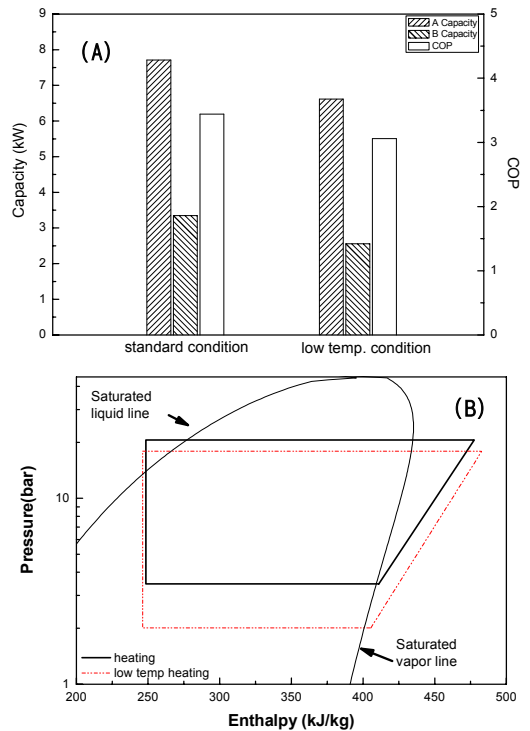 9
8
7
6
5
4
3
2
1
0
Capacity (kW)
(A)
A Capacity
B Capacity
COP
5
4
3
2
1
0
COP
standard condition
low temp. condition
Saturated
liquid line
(B)
10
1
Pressure(bar)
heating
low temp heating
Saturated
vapor line
200
250
300
350
400
450
500
Enthalpy (kJ/kg)